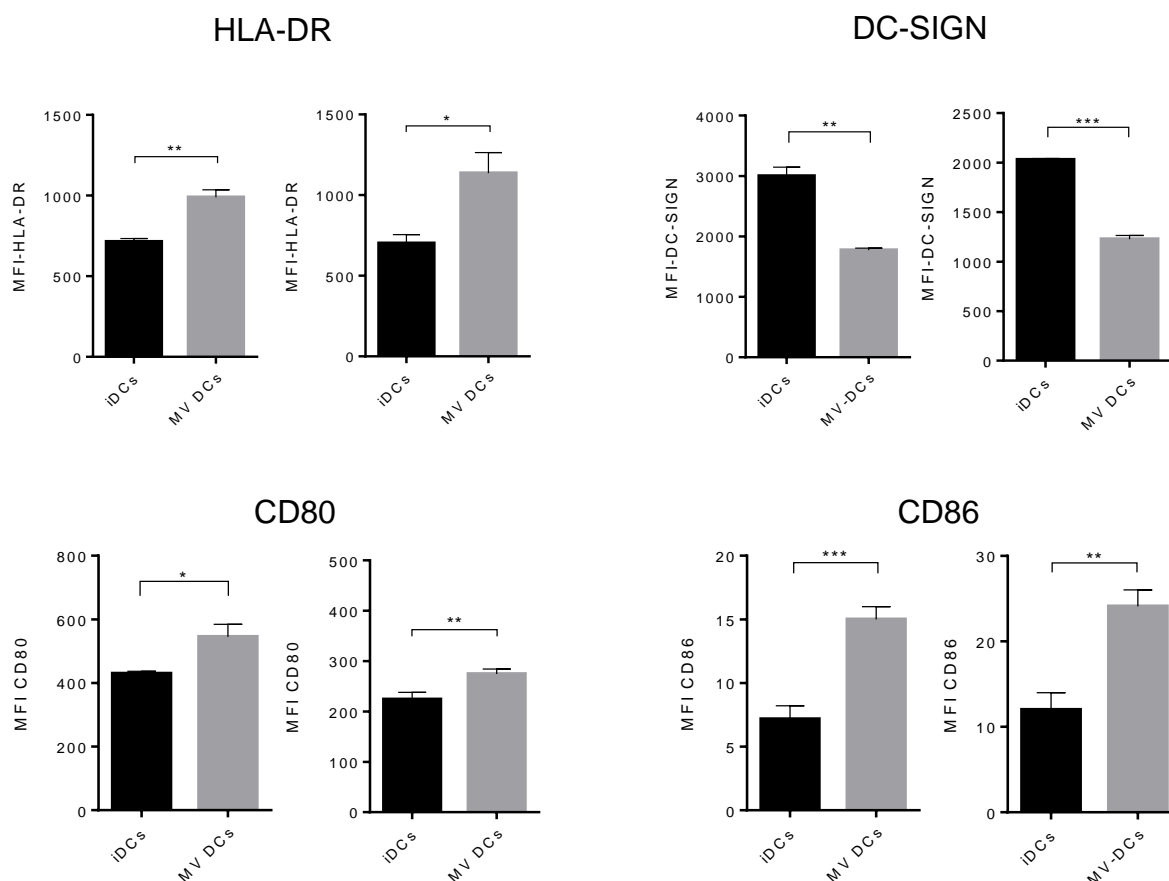 HLA-DR
DC-SIGN
MFI-HLA-DR
1500
1000
500
0
**
iDCs
MV DCs
MFI-HLA-DR
1500
1000
500
0
*
iDCs
MV DCs
MFI-DC-SIGN
4000
3000
2000
1000
0
**
iDCs
MV-DCs
MFI-DC-SIGN
2500
2000
1500
1000
500
0
***
iDCs
MV DCs
CD80
CD86
MFI CD80
800
600
400
200
0
*
iDCs
MV DCs
MFI CD80
500
400
300
200
100
0
**
iDCs
MV DCs
MFI CD86
20
15
10
5
0
***
iDCs
MV DCs
MFI CD86
30
20
10
0
**
iDCs
MV-DCs